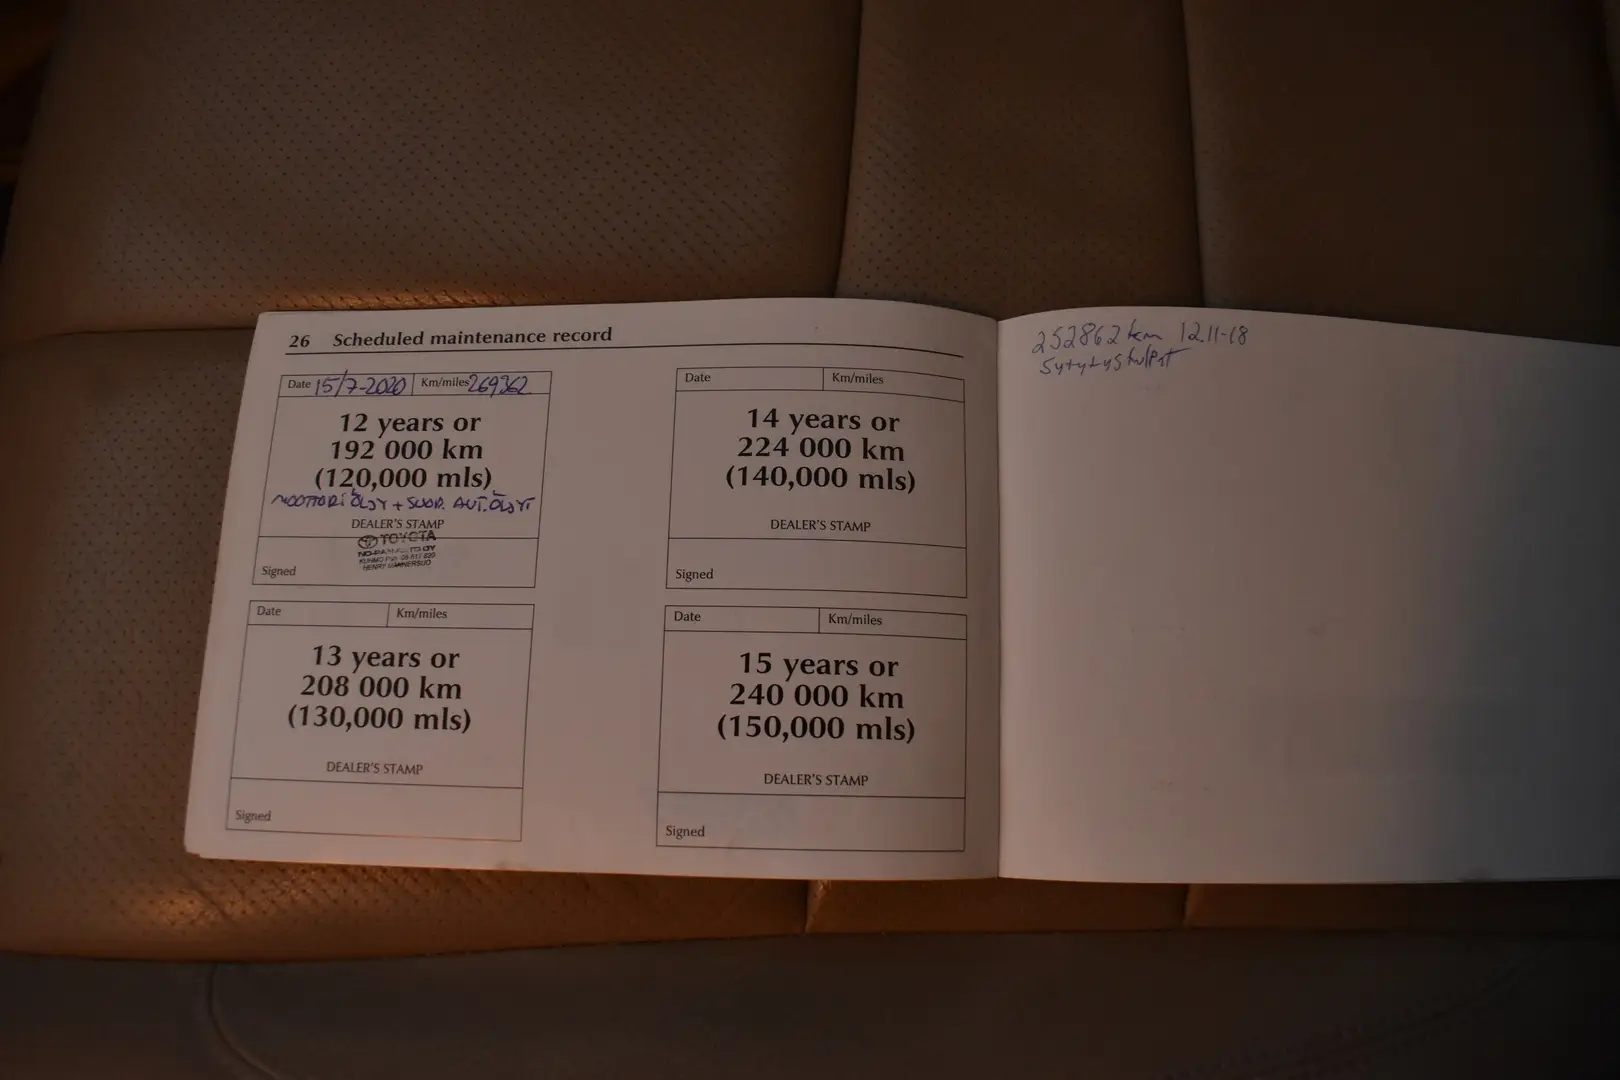 26 Scheduled maintenance record
Date 15/7-2020 Km/miles 269362
12 years or
192 000 km
(120,000 mls)
MOOTTORIÖLJY + SUOD. AUT.ÖLJYT
DEALER'S STAMP
TOYOTA
OY
HENRY
Signed
Date Km/miles
13 years or
208 000 km
(130,000 mls)
DEALER'S STAMP
Signed
Date Km/miles
14 years or
224 000 km
(140,000 mls)
DEALER'S STAMP
Signed
Date Km/miles
15 years or
240 000 km
(150,000 mls)
DEALER'S STAMP
Signed
252862 km 12.11-18
Sytytystulpat